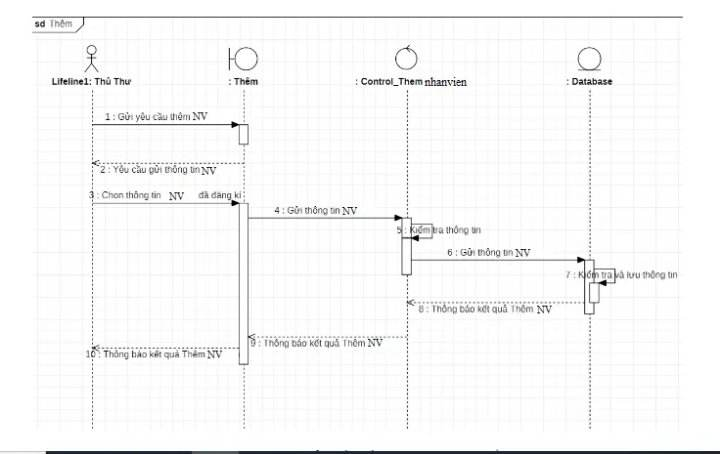 sd Thêm
Lifeline1: Thủ Thư
: Thêm
: Control_Them nhanvien
: Database
1 : Gửi yêu cầu thêm NV
2 : Yêu cầu gửi thông tin NV
3 : Chon thông tin NV đã đăng kí
4 : Gửi thông tin NV
5 : Kiểm tra thông tin
6 : Gửi thông tin NV
7 : Kiểm tra và lưu thông tin
8 : Thông báo kết quả Thêm NV
9 : Thông báo kết quả Thêm NV
10 : Thông báo kết quả Thêm NV